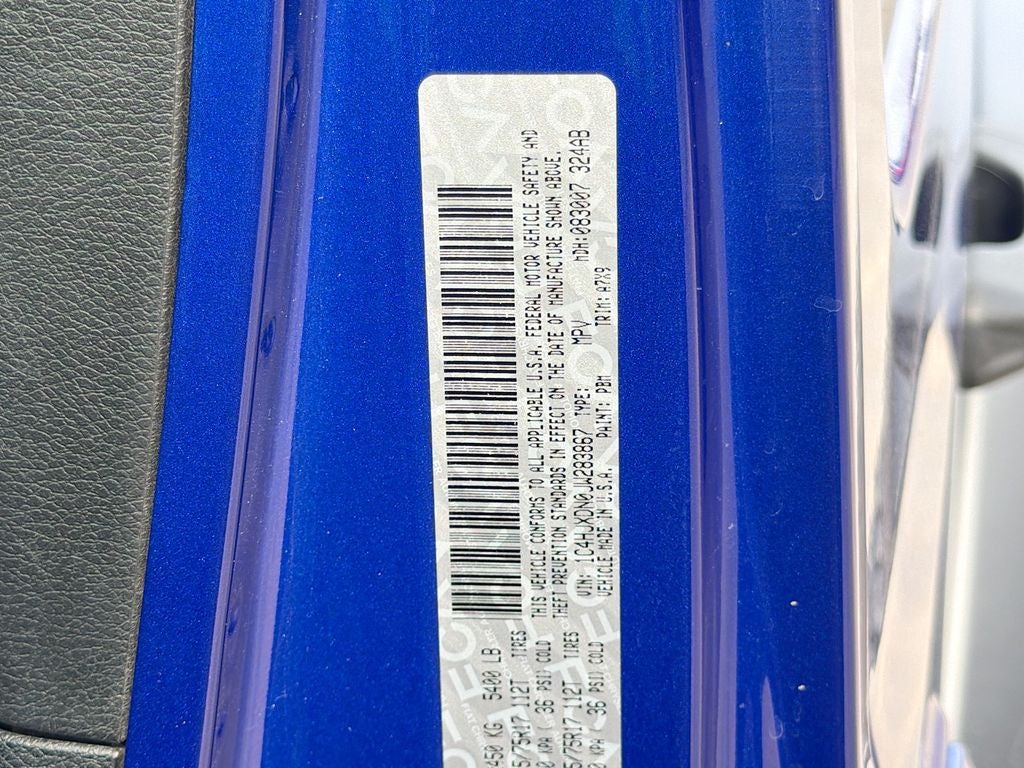 450 KG 5400 LB
5/75R17 112T TIRES
0 KPA / 36 PSI) COLD
5/75R17 112T TIRES
0 KPA / 36 PSI) COLD
THIS VEHICLE CONFORMS TO ALL APPLICABLE U.S.A. FEDERAL MOTOR VEHICLE SAFETY AND
THEFT PREVENTION STANDARDS IN EFFECT ON THE DATE OF MANUFACTURE SHOWN ABOVE.
VIN: 1C4HJXDN0JW283867 TYPE: MPV MDH:083007 324AB
VEHICLE MADE IN U.S.A. PAINT: PBM TRIM: A7X9